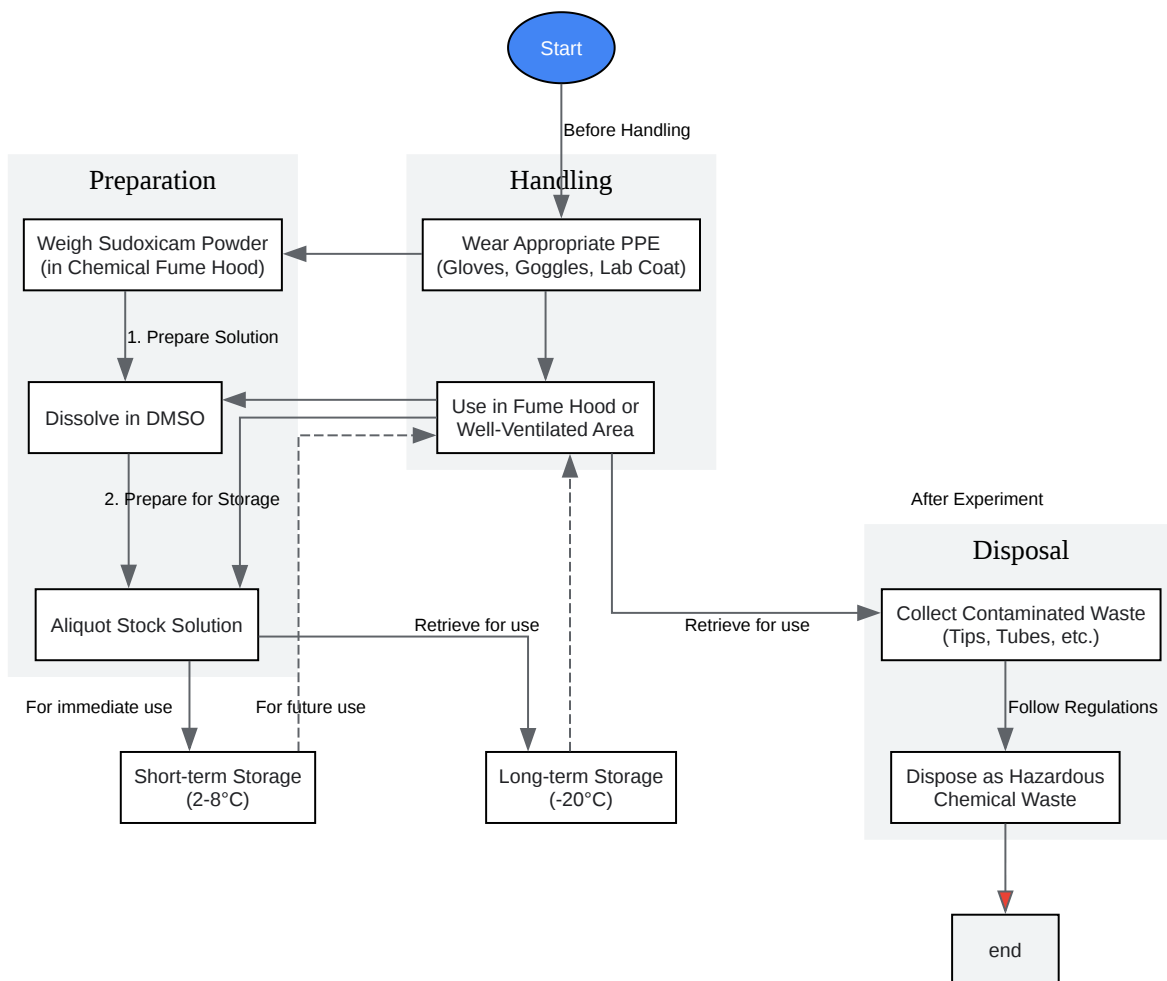 Start
Before Handling
Preparation
Handling
Weigh Sudoxicam Powder
(in Chemical Fume Hood)
Wear Appropriate PPE
(Gloves, Goggles, Lab Coat)
1. Prepare Solution
Dissolve in DMSO
Use in Fume Hood or
Well-Ventilated Area
2. Prepare for Storage
After Experiment
Disposal
Aliquot Stock Solution
Retrieve for use
Retrieve for use
Collect Contaminated Waste
(Tips, Tubes, etc.)
For immediate use
For future use
Follow Regulations
Short-term Storage
(2-8°C)
Long-term Storage
(-20°C)
Dispose as Hazardous
Chemical Waste
end